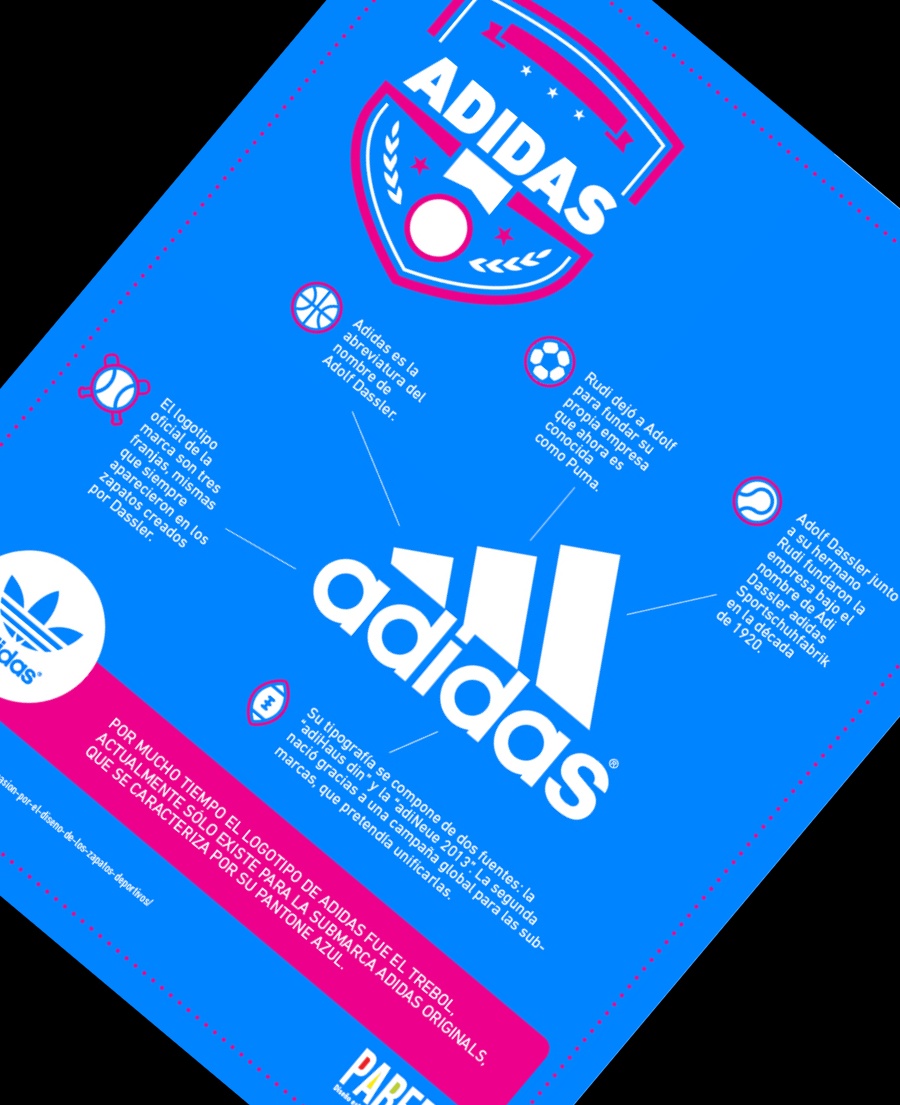 ADIDAS
Adidas es la
abreviatura del
nombre de
Adolf Dassler.
Rudi dejó a Adolf
para fundar su
propia empresa
que ahora es
conocida
como Puma.
El logotipo
oficial de la
marca son tres
franjas, mismas
que siempre
aparecieron en los
zapatos creados
por Dassler.
Adolf Dassler junto
a su hermano
Rudi fundaron la
empresa bajo el
nombre de Adi
Dassler adidas
Sportschuhfabrik
en la década
de 1920.
adidas®
Su tipografía se compone de dos fuentes: la
"adiHaus din" y la "adiNeue 2013". La segunda
nació gracias a una campaña global para las sub-
marcas, que pretendía unificarlas.
idas®
POR MUCHO TIEMPO EL LOGOTIPO DE ADIDAS FUE EL TREBOL,
ACTUALMENTE SÓLO EXISTE PARA LA SUBMARCA ADIDAS ORIGINALS,
QUE SE CARACTERIZA POR SU PANTONE AZUL.
asion-por-el-diseno-de-los-zapatos-deportivos/